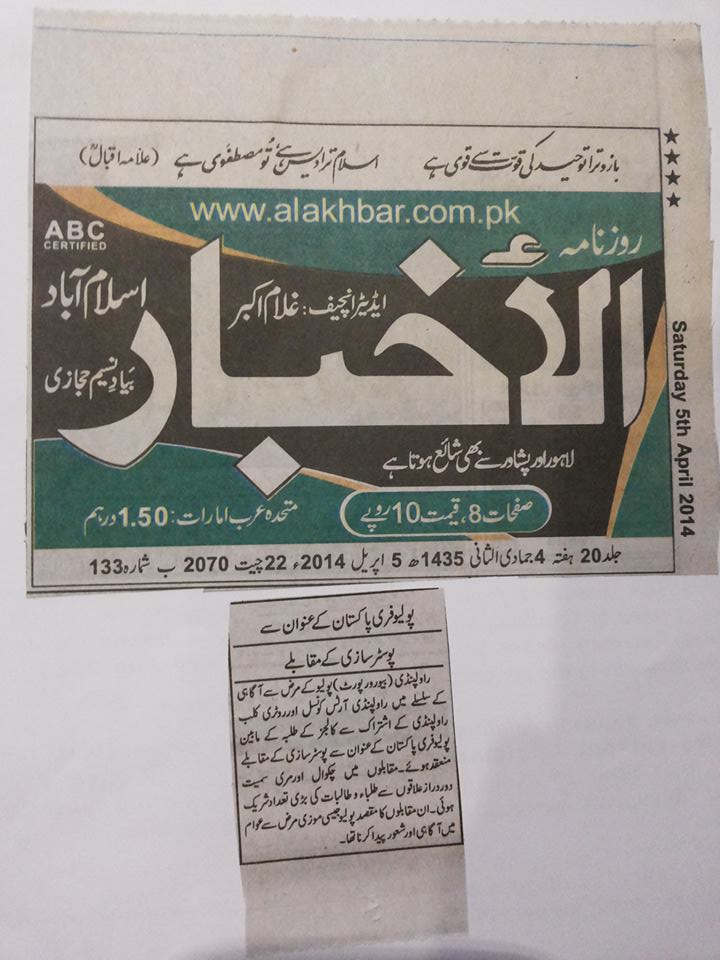 بازو ترا توحید کی قوت سے قوی ہے اسلام ترا دیس ہے تُو مصطفوی ہے (علامہ اقبالؒ)
www.alakhbar.com.pk
ABC
CERTIFIED
روزنامہ
الأخبار
اسلام آباد
ایڈیٹر انچیف: غلام اکبر
بیاد نسیم حجازی
لاہور اور پشاور سے بھی شائع ہوتا ہے
صفحات 8، قیمت 10 روپے
متحدہ عرب امارات: 1.50 درہم
جلد 20 ہفتہ 4 جمادی الثانی 1435ھ 5 اپریل 2014ء 22 چیت 2070 ب شمارہ 133
★★★★ Saturday 5th April 2014
پولیو فری پاکستان کے عنوان سے
پوسٹر سازی کے مقابلے
راولپنڈی (بیورو رپورٹ) پولیو کے مرض سے آگاہی
کے سلسلے میں راولپنڈی آرٹس کونسل اور روٹری کلب
راولپنڈی کے اشتراک سے کالجز کے طلبہ کے مابین
پولیو فری پاکستان کے عنوان سے پوسٹر سازی کے مقابلے
منعقد ہوئے۔ مقابلوں میں چکوال اور مری سمیت
دور دراز علاقوں سے طلباء و طالبات کی بڑی تعداد شریک
ہوئی۔ ان مقابلوں کا مقصد پولیو جیسی موزی مرض سے عوام
میں آگاہی اور شعور پیدا کرنا تھا۔